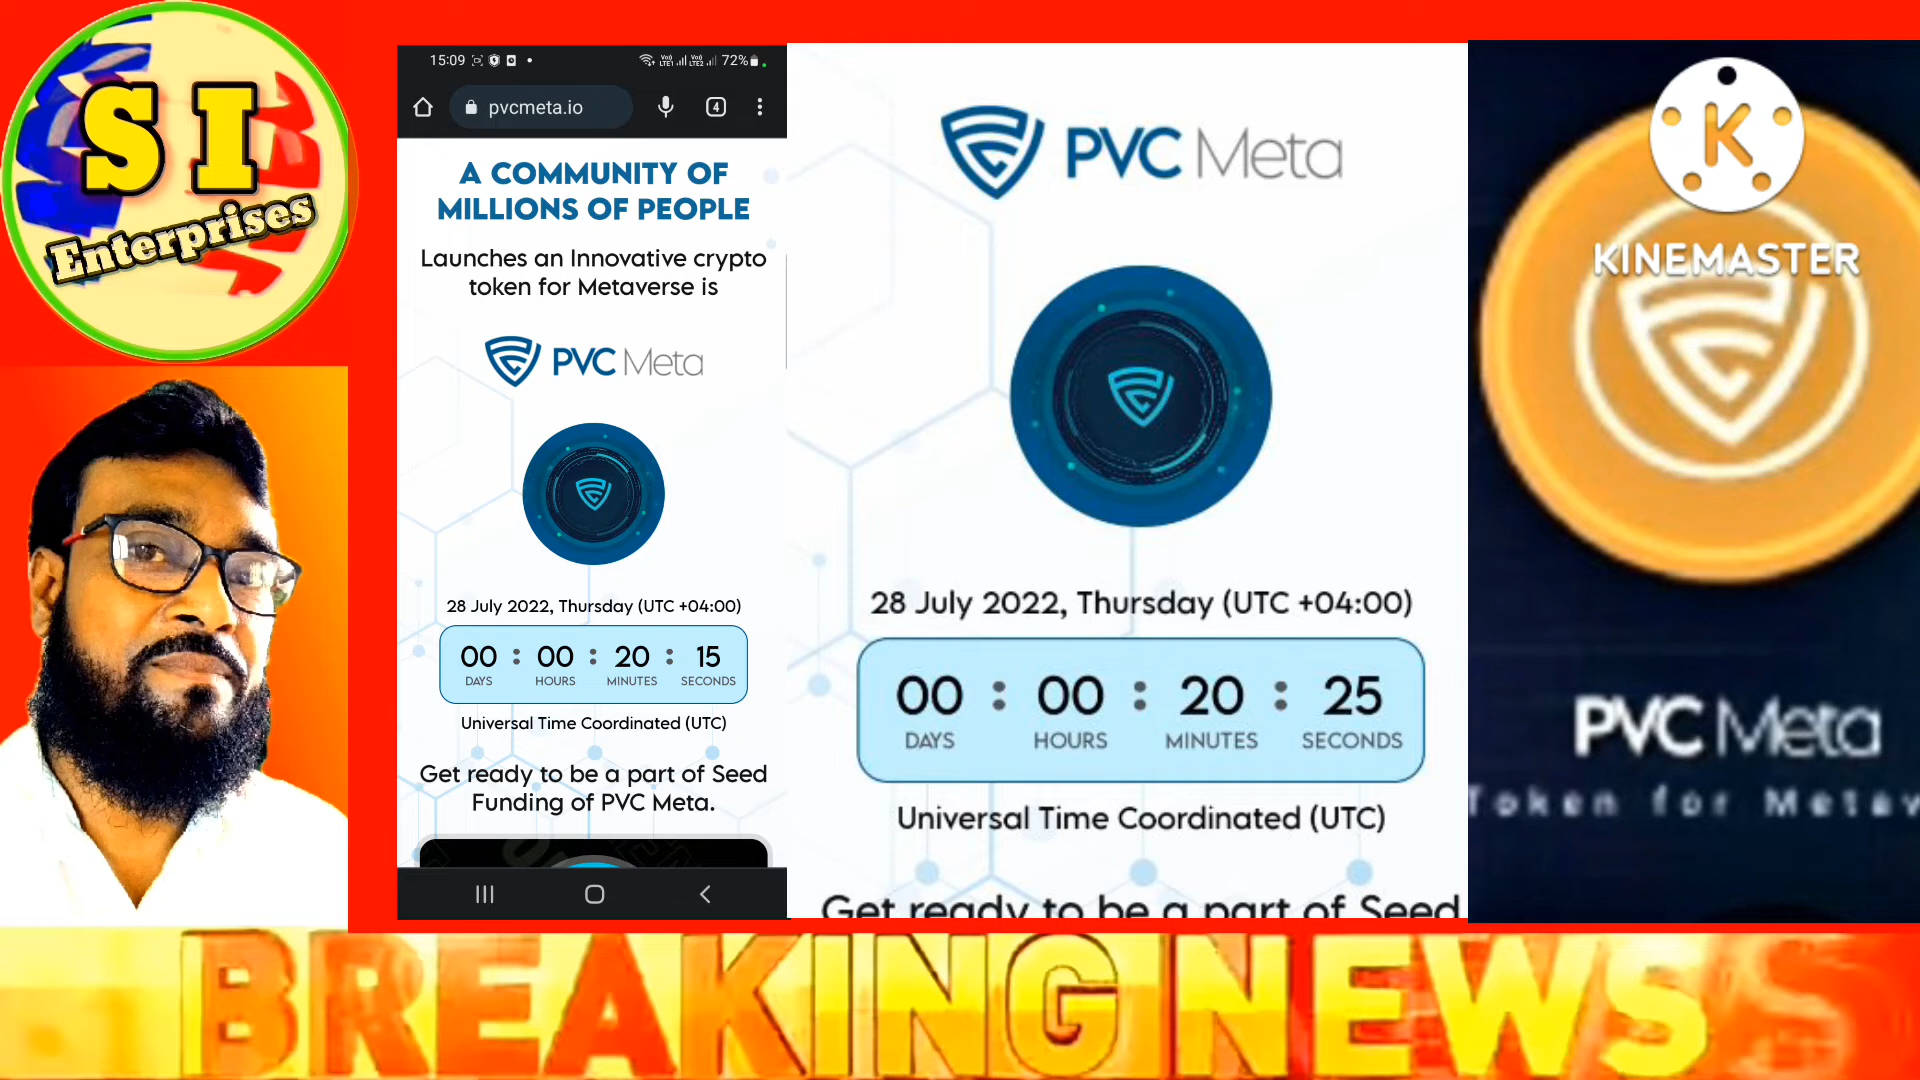 S I
Enterprises
15:09
72%
pvcmeta.io
4
A COMMUNITY OF
MILLIONS OF PEOPLE
Launches an Innovative crypto
token for Metaverse is
PVC Meta
28 July 2022, Thursday (UTC +04:00)
00 : 00 : 20 : 15
DAYS HOURS MINUTES SECONDS
Universal Time Coordinated (UTC)
Get ready to be a part of Seed
Funding of PVC Meta.
PVC Meta
28 July 2022, Thursday (UTC +04:00)
00 : 00 : 20 : 25
DAYS HOURS MINUTES SECONDS
Universal Time Coordinated (UTC)
Get ready to be a part of Seed
K
KINEMASTER
PVC Meta
Token for Metav
BREAKING NEWS